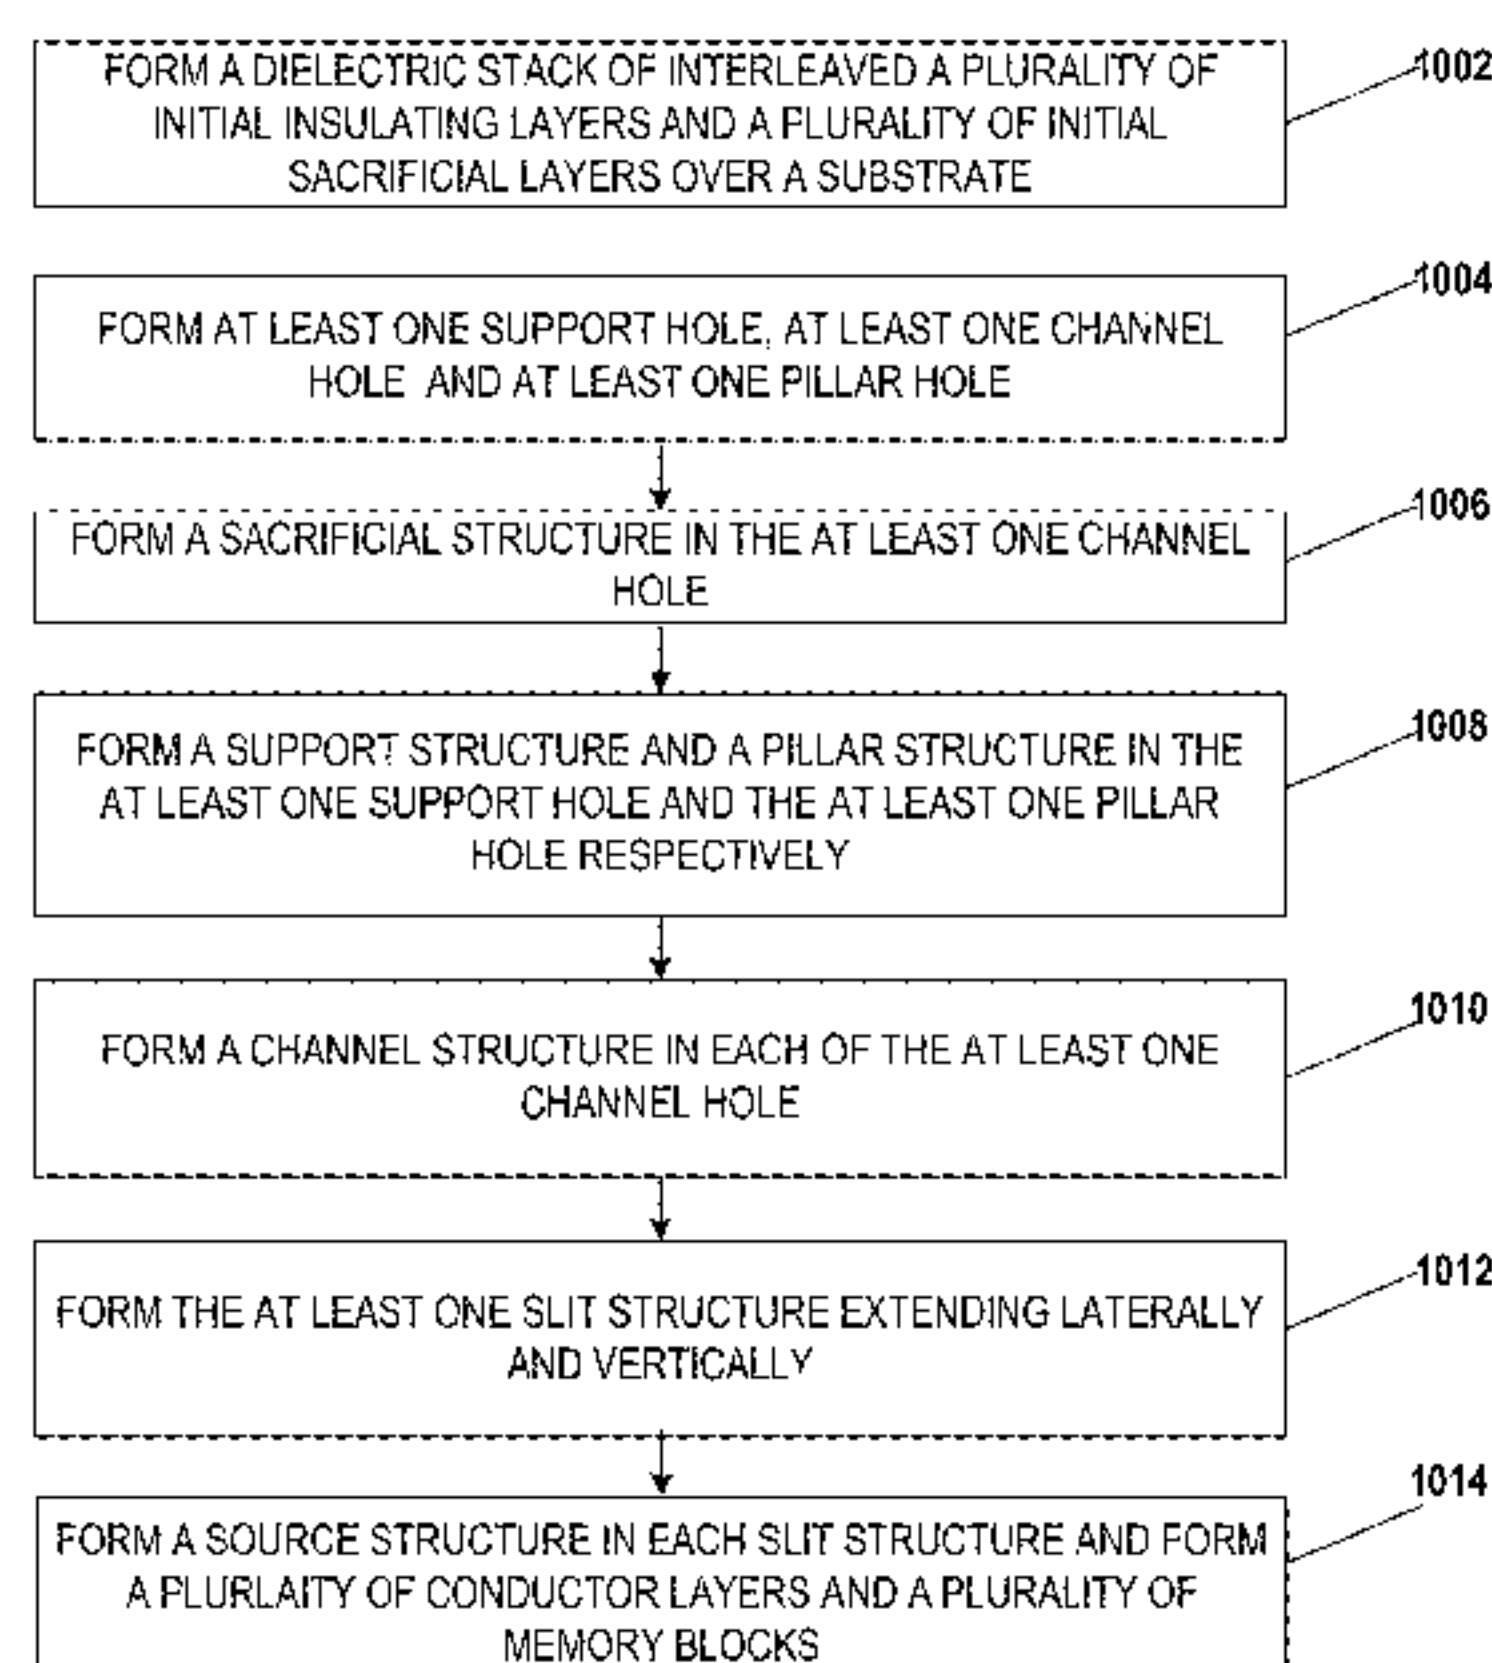 FORM A DIELECTRIC STACK OF INTERLEAVED A PLURALITY OF
INITIAL INSULATING LAYERS AND A PLURALITY OF INITIAL
SACRIFICIAL LAYERS OVER A SUBSTRATE
1002
FORM AT LEAST ONE SUPPORT HOLE, AT LEAST ONE CHANNEL
HOLE AND AT LEAST ONE PILLAR HOLE
1004
FORM A SACRIFICIAL STRUCTURE IN THE AT LEAST ONE CHANNEL
HOLE
1006
FORM A SUPPORT STRUCTURE AND A PILLAR STRUCTURE IN THE
AT LEAST ONE SUPPORT HOLE AND THE AT LEAST ONE PILLAR
HOLE RESPECTIVELY
1008
FORM A CHANNEL STRUCTURE IN EACH OF THE AT LEAST ONE
CHANNEL HOLE
1010
FORM THE AT LEAST ONE SLIT STRUCTURE EXTENDING LATERALLY
AND VERTICALLY
1012
FORM A SOURCE STRUCTURE IN EACH SLIT STRUCTURE AND FORM
A PLURLAITY OF CONDUCTOR LAYERS AND A PLURALITY OF
MEMORY BLOCKS
1014